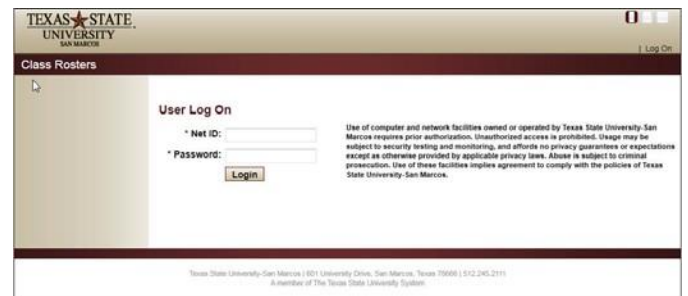 TEXAS STATE
UNIVERSITY
SAN MARCOS
| Log On
Class Rosters
User Log On
* Net ID:
* Password:
Login
Use of computer and network facilities owned or operated by Texas State University-San
Marcos requires prior authorization. Unauthorized access is prohibited. Usage may be
subject to security testing and monitoring, and affords no privacy guarantees or expectations
except as otherwise provided by applicable privacy laws. Abuse is subject to criminal
prosecution. Use of these facilities implies agreement to comply with the policies of Texas
State University-San Marcos.
Texas State University-San Marcos | 601 University Drive, San Marcos, Texas 78666 | 512.245.2111
A member of The Texas State University System